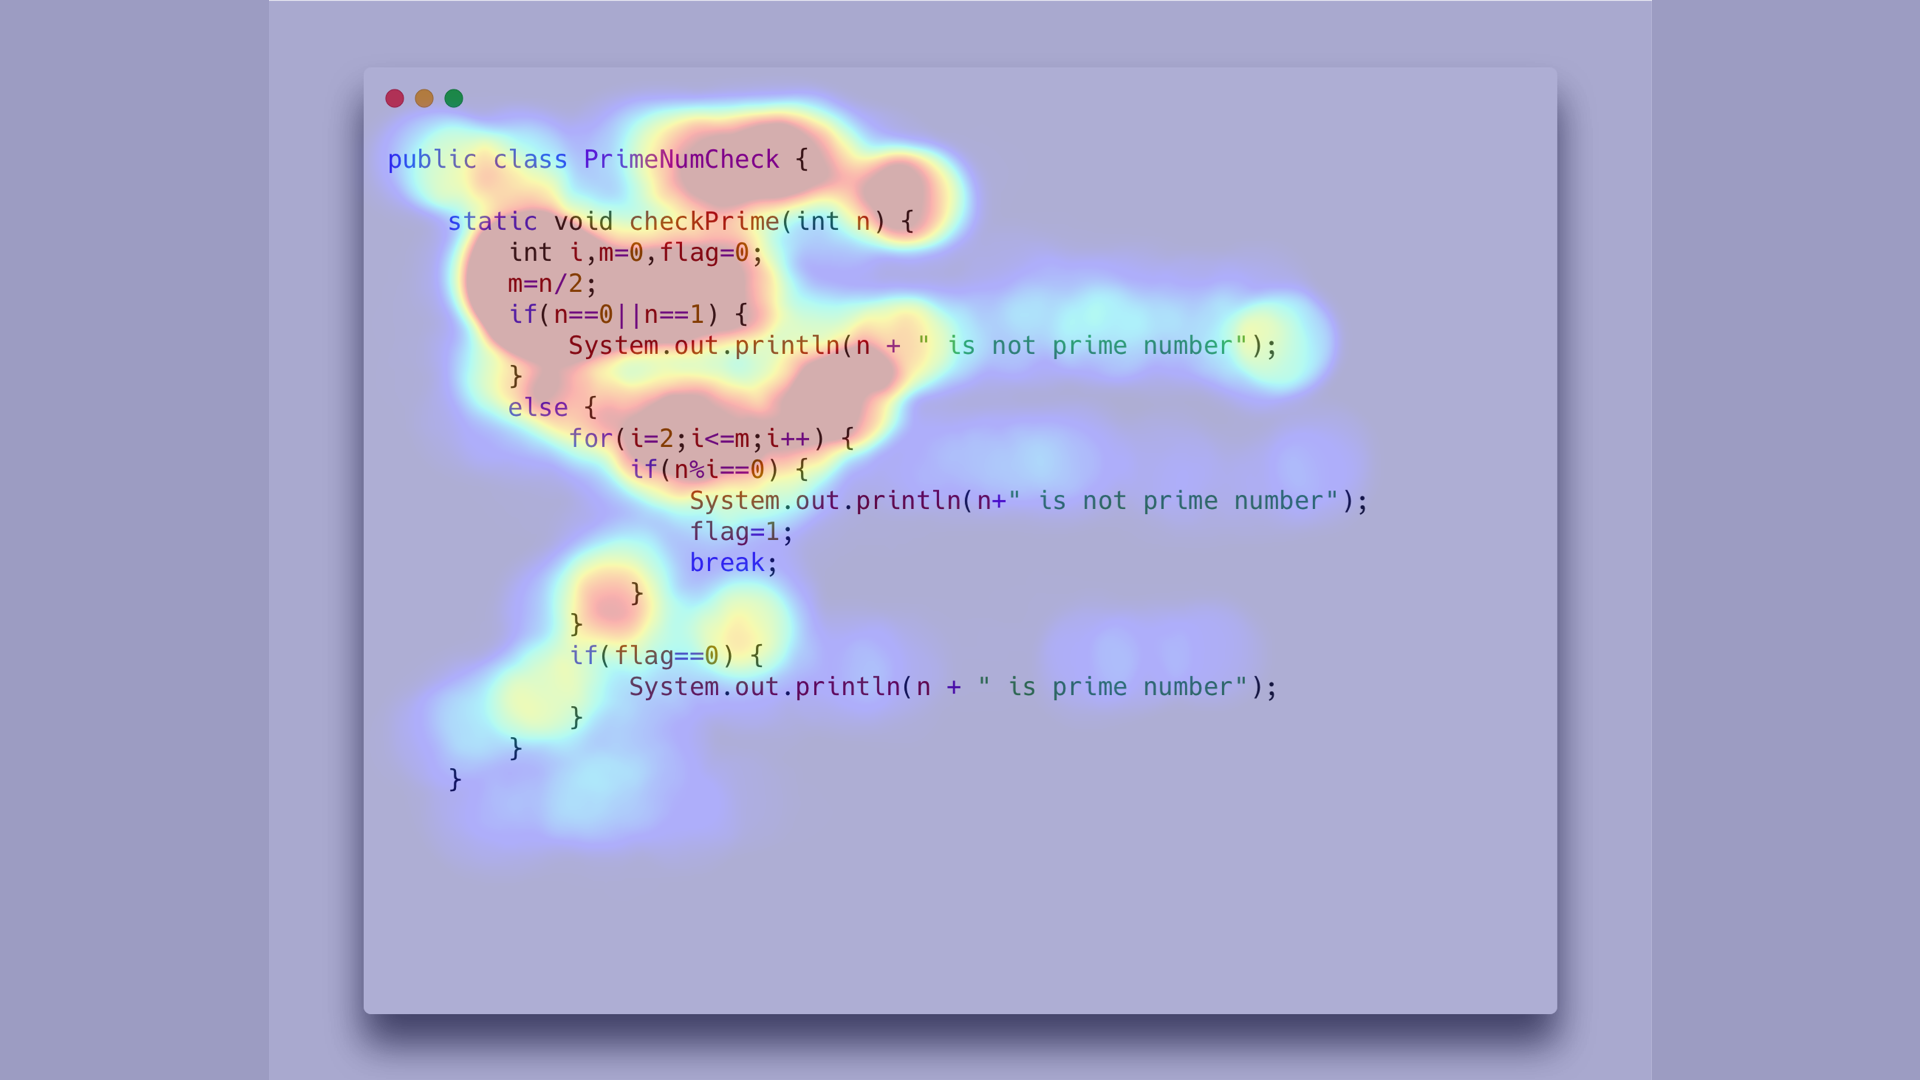 public class PrimeNumCheck {
static void checkPrime(int n) {
int i,m=0,flag=0;
m=n/2;
if(n==0||n==1) {
System.out.println(n + " is not prime number");
}
else {
for(i=2;i<=m;i++) {
if(n%i==0) {
System.out.println(n+" is not prime number");
flag=1;
break;
}
}
if(flag==0) {
System.out.println(n + " is prime number");
}
}
}